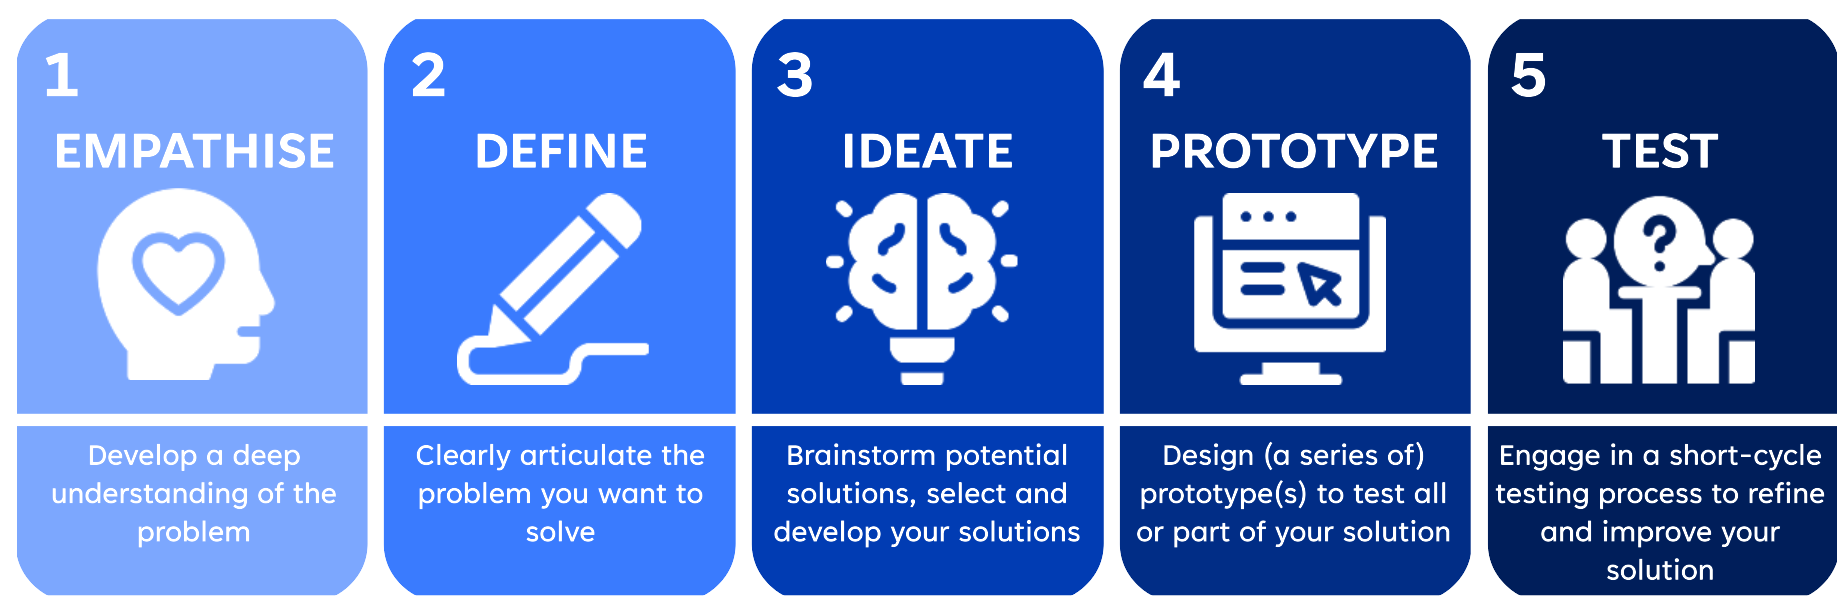 1
EMPATHISE
Develop a deep
understanding of the
problem
2
DEFINE
Clearly articulate the
problem you want to
solve
3
IDEATE
Brainstorm potential
solutions, select and
develop your solutions
4
PROTOTYPE
Design (a series of)
prototype(s) to test all
or part of your solution
5
TEST
?
Engage in a short-cycle
testing process to refine
and improve your
solution